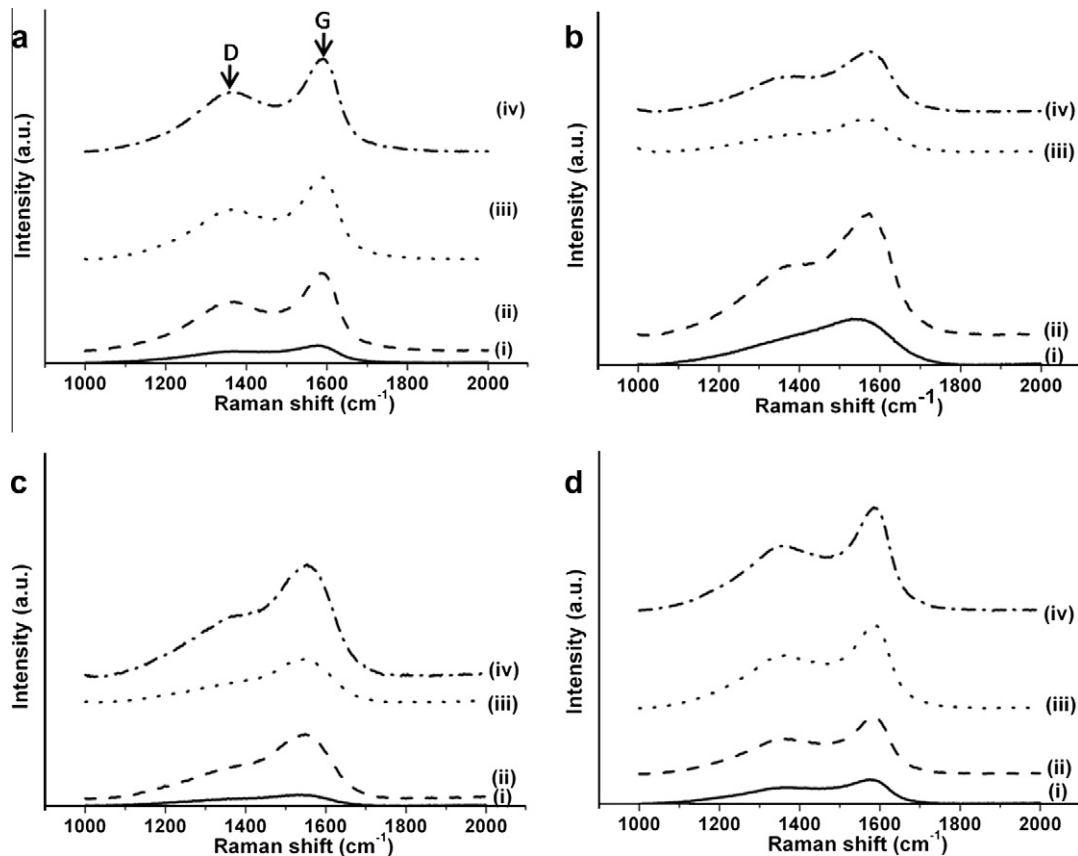 a
D
G
(iv)
(iii)
(ii)
(i)
Intensity (a.u.)
1000 1200 1400 1600 1800 2000
Raman shift (cm-1)
b
(iv)
(iii)
(ii)
(i)
Intensity (a.u.)
1000 1200 1400 1600 1800 2000
Raman shift (cm-1)
c
(iv)
(iii)
(ii)
(i)
Intensity (a.u.)
1000 1200 1400 1600 1800 2000
Raman shift (cm-1)
d
(iv)
(iii)
(ii)
(i)
Intensity (a.u.)
1000 1200 1400 1600 1800 2000
Raman shift (cm-1)